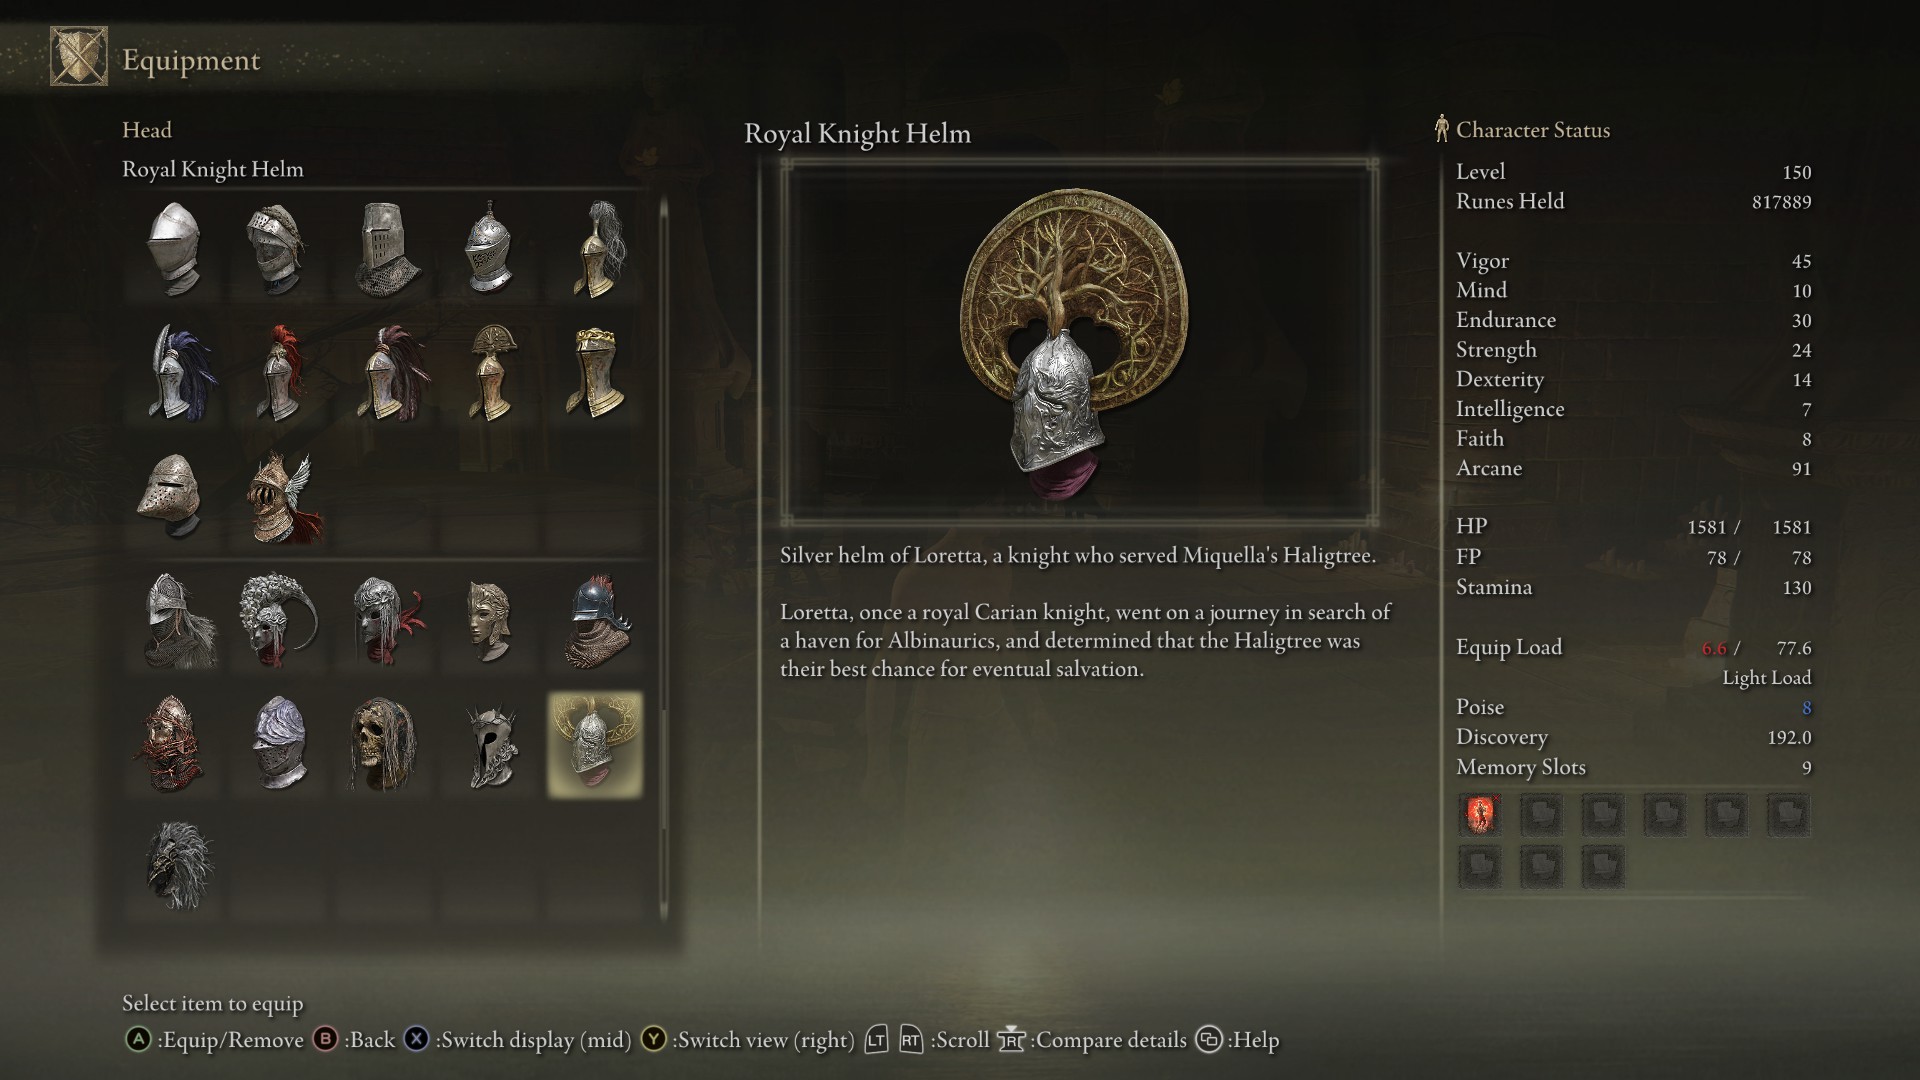 Equipment
Head
Royal Knight Helm
Royal Knight Helm
Silver helm of Loretta, a knight who served Miquella's Haligtree.
Loretta, once a royal Carian knight, went on a journey in search of
a haven for Albinaurics, and determined that the Haligtree was
their best chance for eventual salvation.
Character Status
Level 150
Runes Held 817889
Vigor 45
Mind 10
Endurance 30
Strength 24
Dexterity 14
Intelligence 7
Faith 8
Arcane 91
HP 1581 / 1581
FP 78 / 78
Stamina 130
Equip Load 6.6 / 77.6
Light Load
Poise 8
Discovery 192.0
Memory Slots 9
Select item to equip
A :Equip/Remove B :Back X :Switch display (mid) Y :Switch view (right) LT RT :Scroll R :Compare details :Help